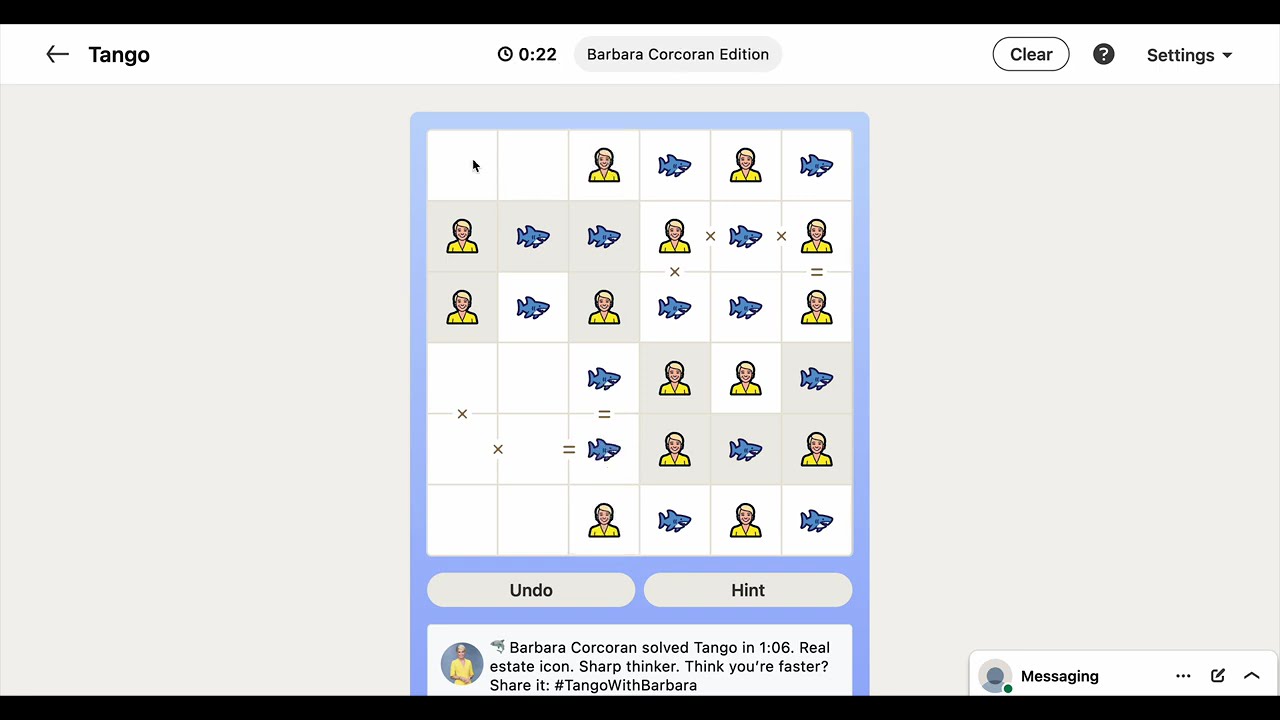 Tango
0:22
Barbara Corcoran Edition
Clear
?
Settings
× ×
× =
× =
× =
Undo
Hint
Barbara Corcoran solved Tango in 1:06. Real
estate icon. Sharp thinker. Think you're faster?
Share it: #TangoWithBarbara
Messaging